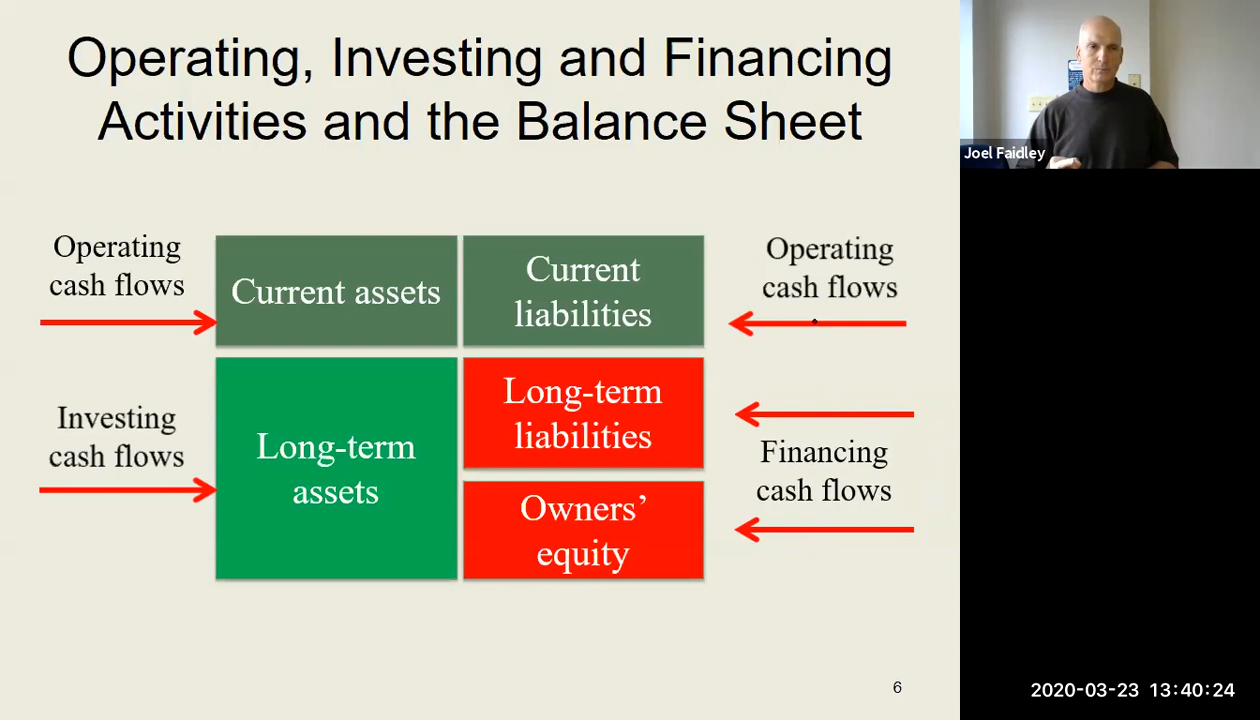 Operating, Investing and Financing
Activities and the Balance Sheet
Joel Faidley
Operating
cash flows
Current assets
Current
liabilities
Operating
cash flows
Investing
cash flows
Long-term
assets
Long-term
liabilities
Financing
cash flows
Owners’
equity
6
2020-03-23 13:40:24